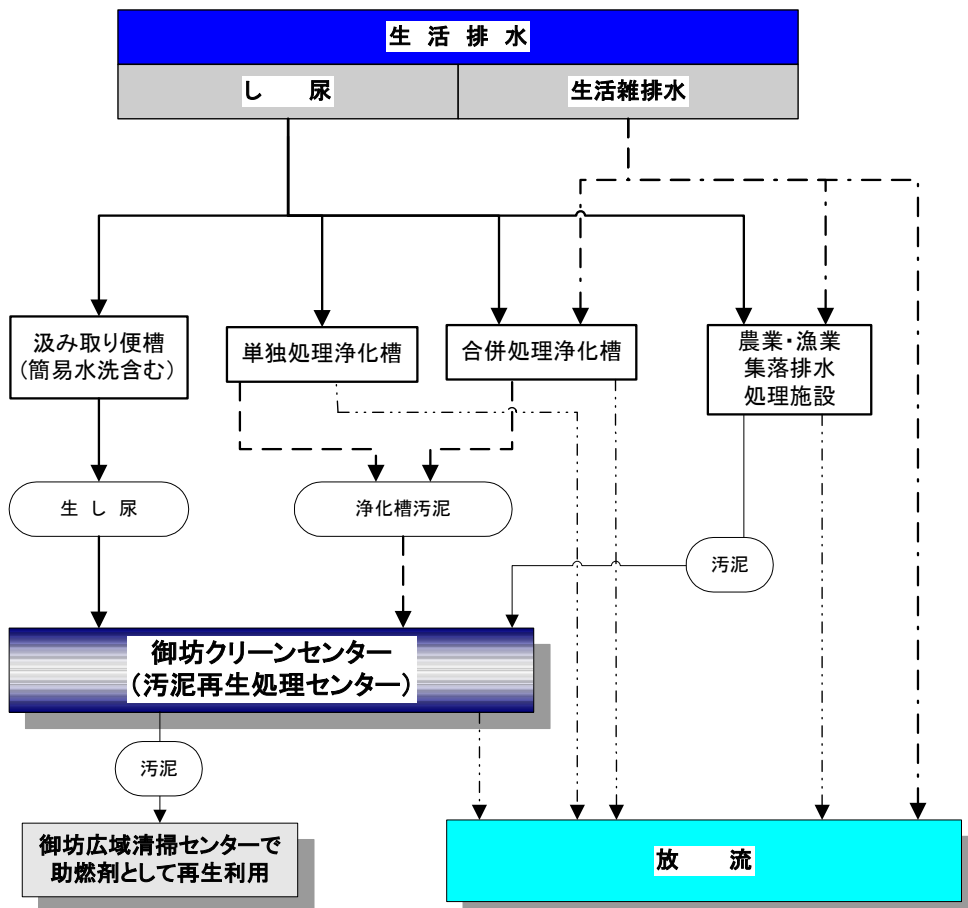 生 活 排 水
し 尿
生活雑排水
汲み取り便槽
(簡易水洗含む)
単独処理浄化槽
合併処理浄化槽
農業・漁業
集落排水
処理施設
生 し 尿
浄化槽汚泥
汚泥
御坊クリーンセンター
(汚泥再生処理センター)
汚泥
御坊広域清掃センターで
助燃剤として再生利用
放 流